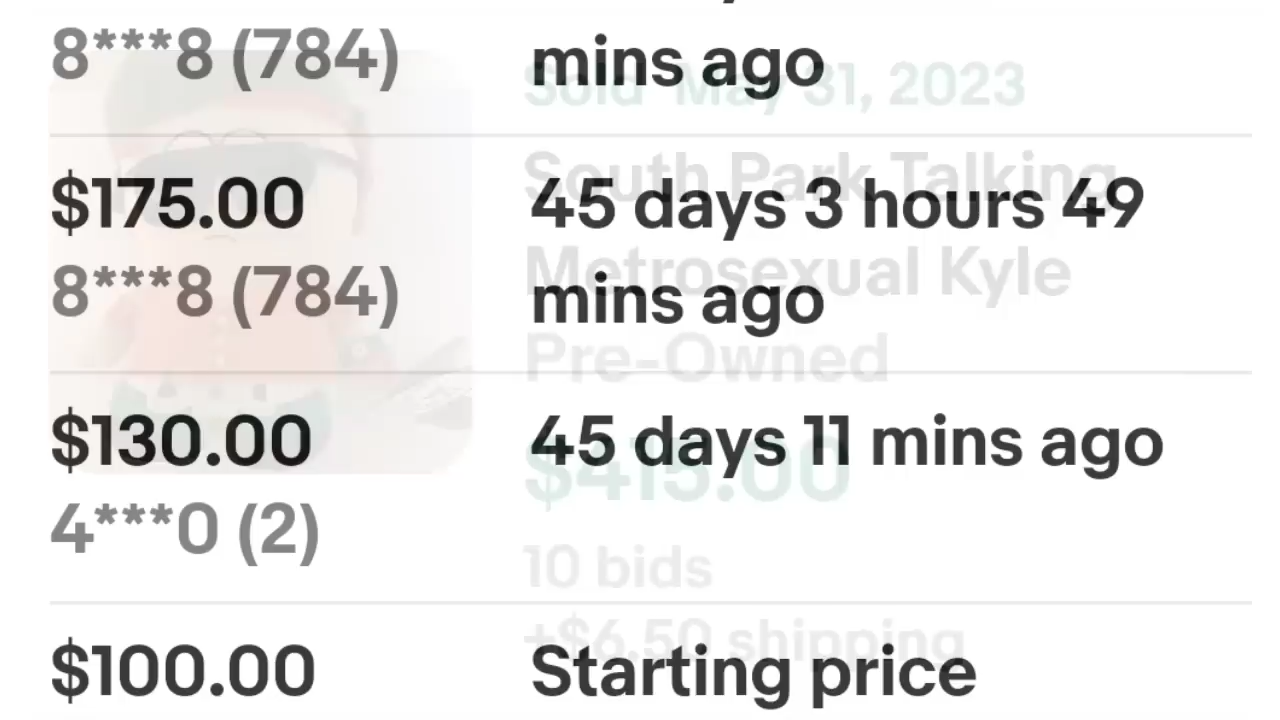 8***8 (784)
mins ago
Sold May 31, 2023
South Park Talking
$175.00
45 days 3 hours 49
Metrosexual Kyle
8***8 (784)
mins ago
Pre-Owned
$130.00
45 days 11 mins ago
$415.00
4***0 (2)
10 bids
+$6.50 shipping
$100.00
Starting price